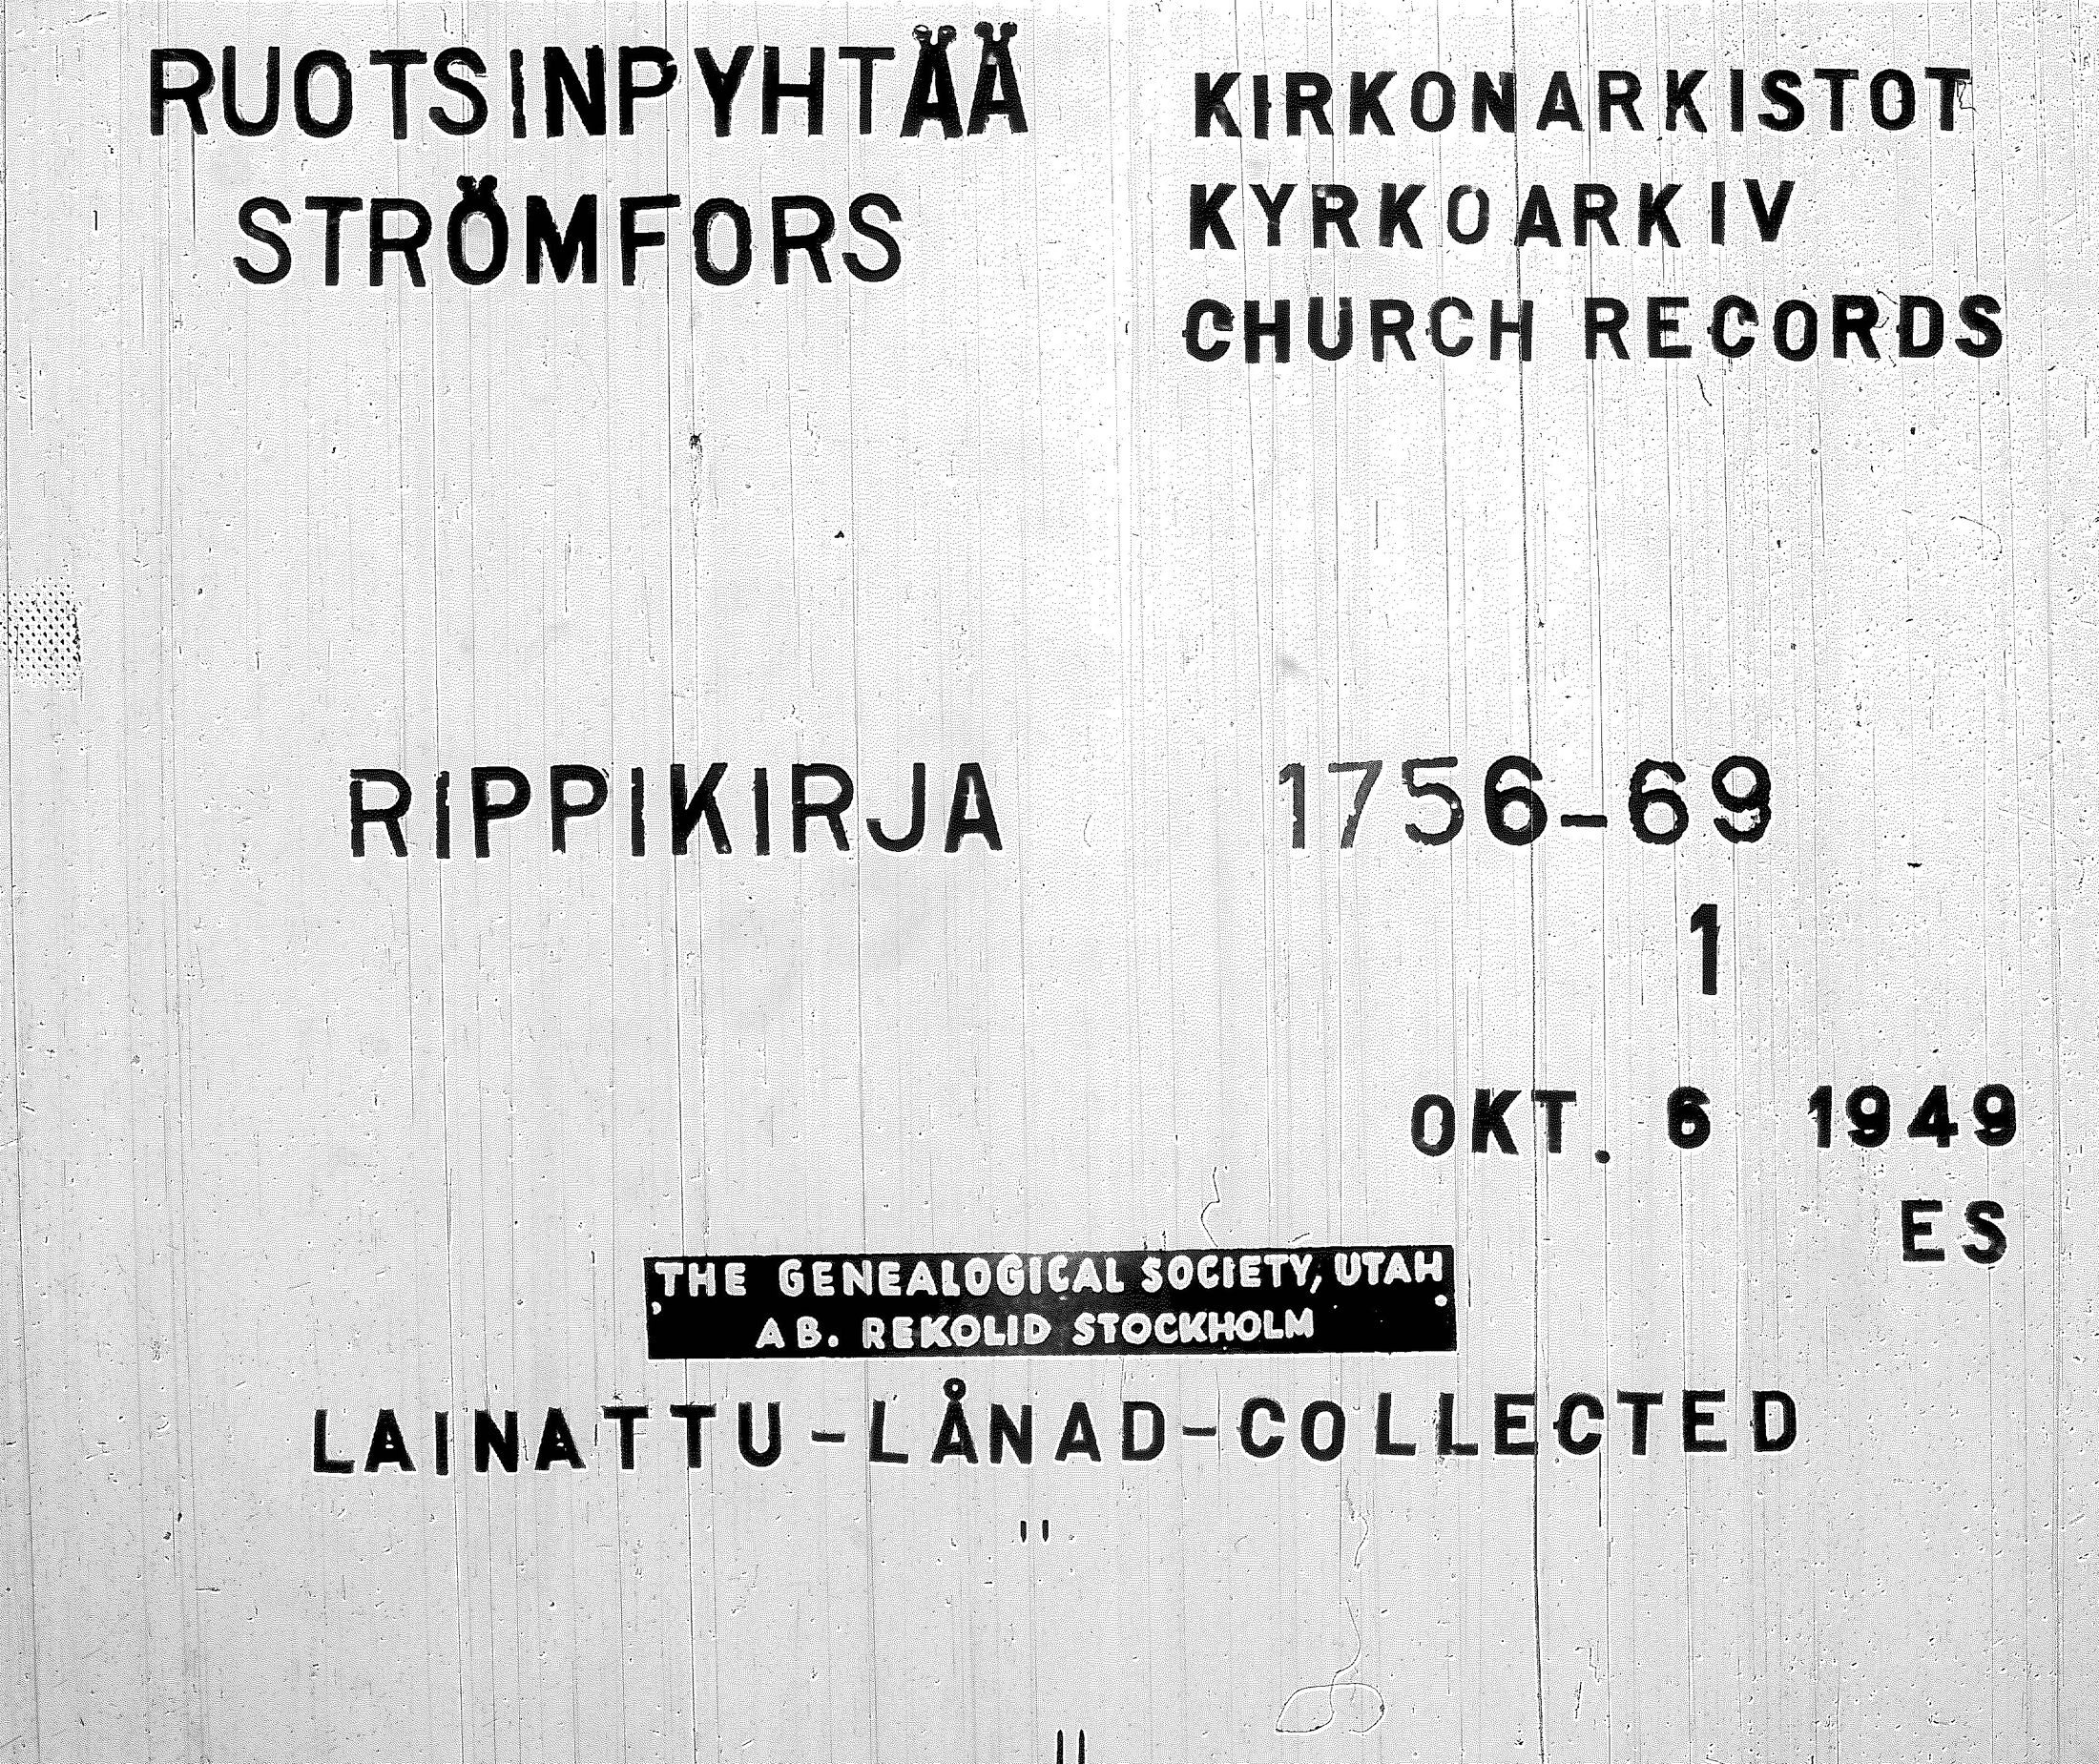 RUOTSINPYHTÄÄ
STRÖMFORS
KIRKONARKISTOT
KYRKOARKIV
CHURCH RECORDS
RIPPIKIRJA 1756-69
1
OKT. 6 1949
ES
THE GENEALOGICAL SOCIETY, UTAH
AB. REKOLID STOCKHOLM
LAINATTU-LÅNAD-COLLECTED
"